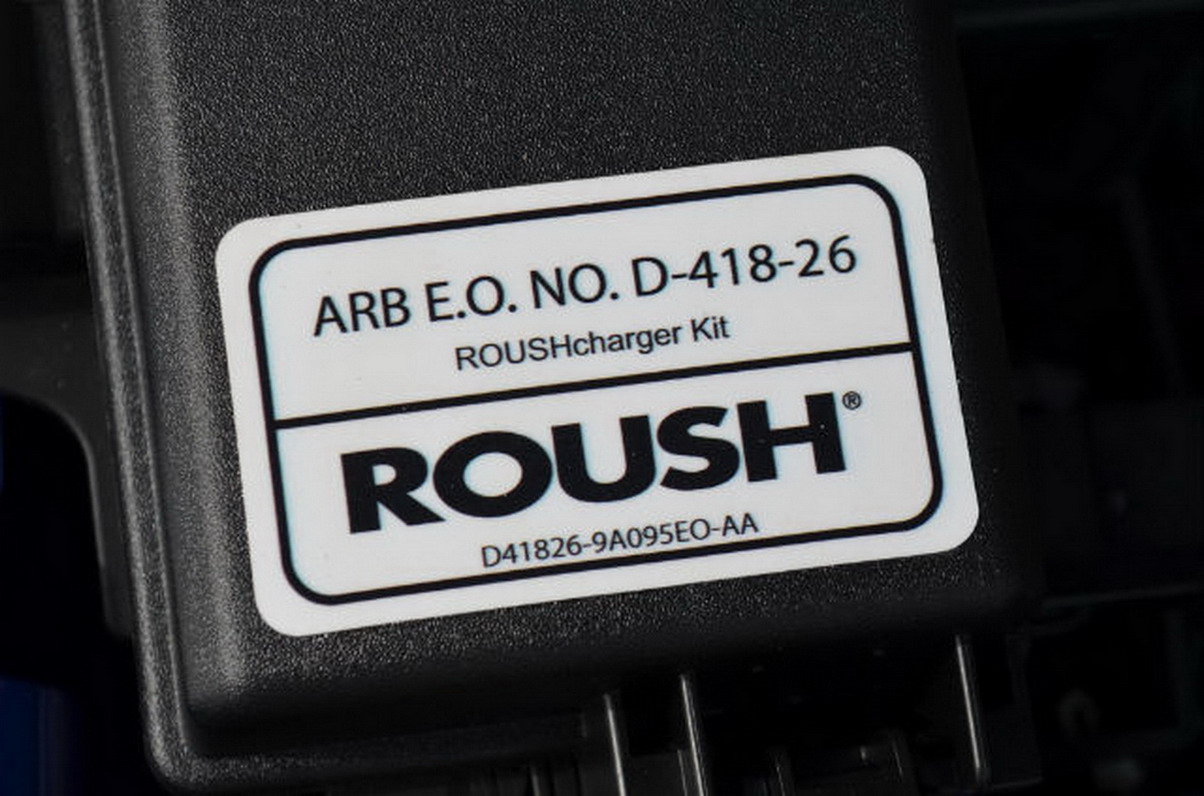 ARB E.O. NO. D-418-26
ROUSHcharger Kit
ROUSH®
D41826-9A095EO-AA